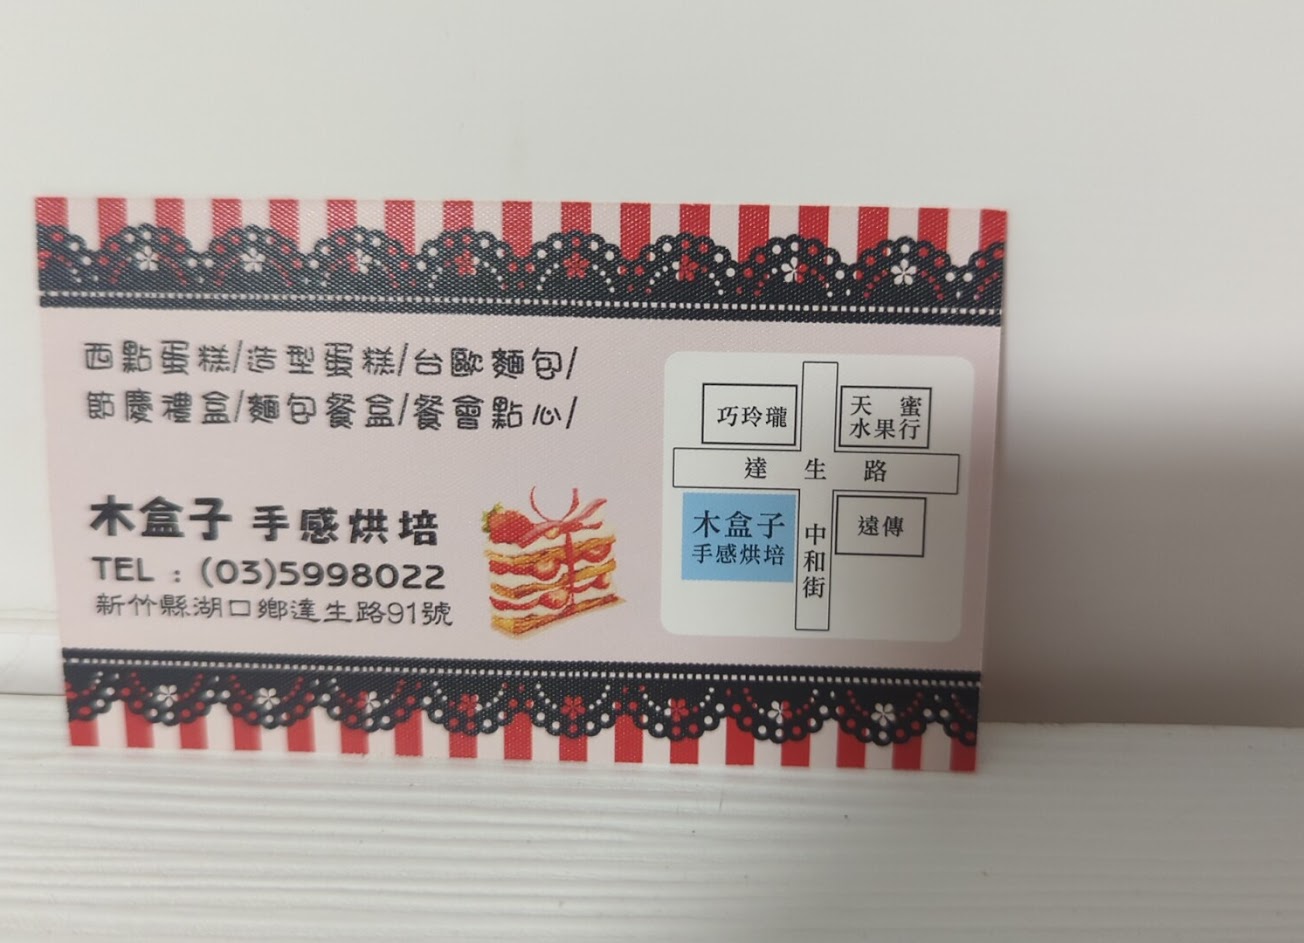 西點蛋糕/造型蛋糕/台歐麵包/
節慶禮盒/麵包餐盒/餐會點心/
木盒子 手感烘培
TEL : (03)5998022
新竹縣湖口鄉達生路91號
巧玲瓏
天 蜜
水果行
達 生 路
木盒子
手感烘培
中和街
遠傳